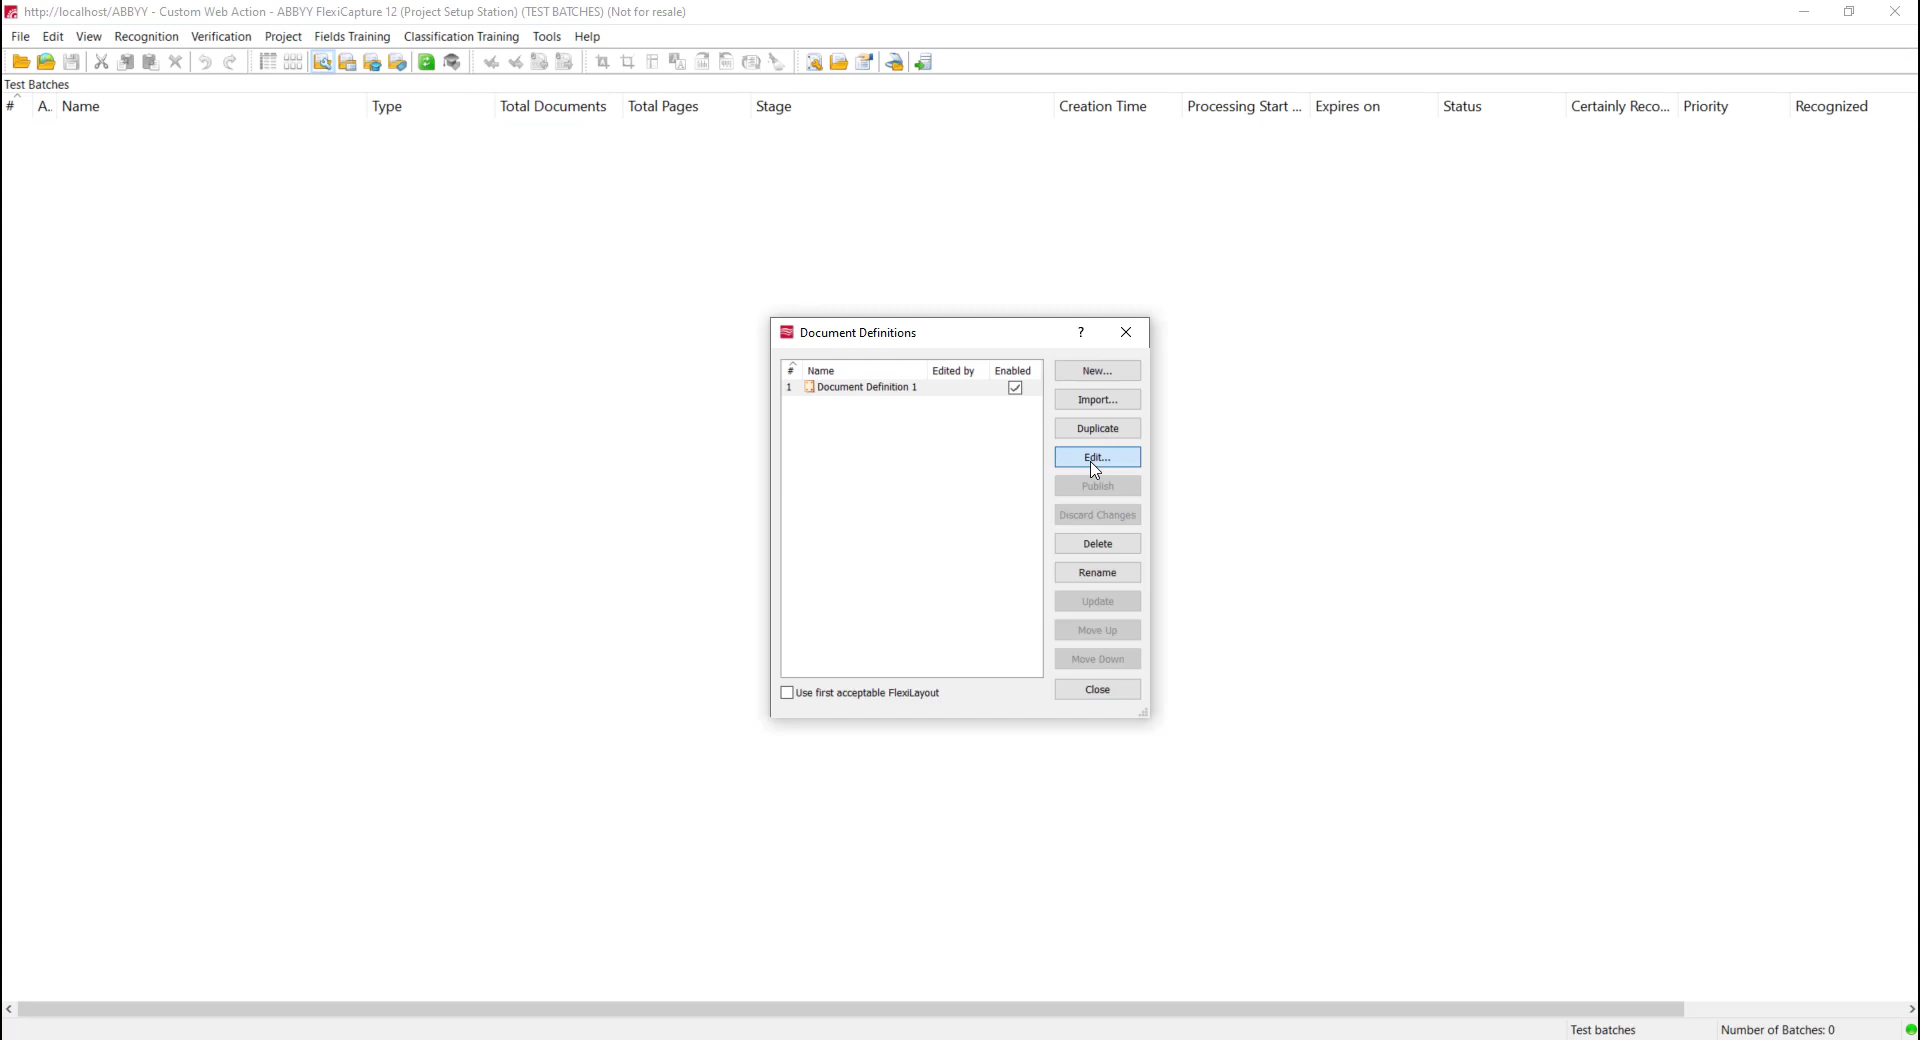 http://localhost/ABBYY - Custom Web Action - ABBYY FlexiCapture 12 (Project Setup Station) (TEST BATCHES) (Not for resale)
File Edit View Recognition Verification Project Fields Training Classification Training Tools Help
Test Batches
# A.. Name Type Total Documents Total Pages Stage Creation Time Processing Start ... Expires on Status Certainly Reco... Priority Recognized
Document Definitions ?
# Name Edited by Enabled
1 Document Definition 1
New...
Import...
Duplicate
Edit...
Publish
Discard Changes
Delete
Rename
Update
Move Up
Move Down
Use first acceptable FlexiLayout
Close
Test batches Number of Batches: 0